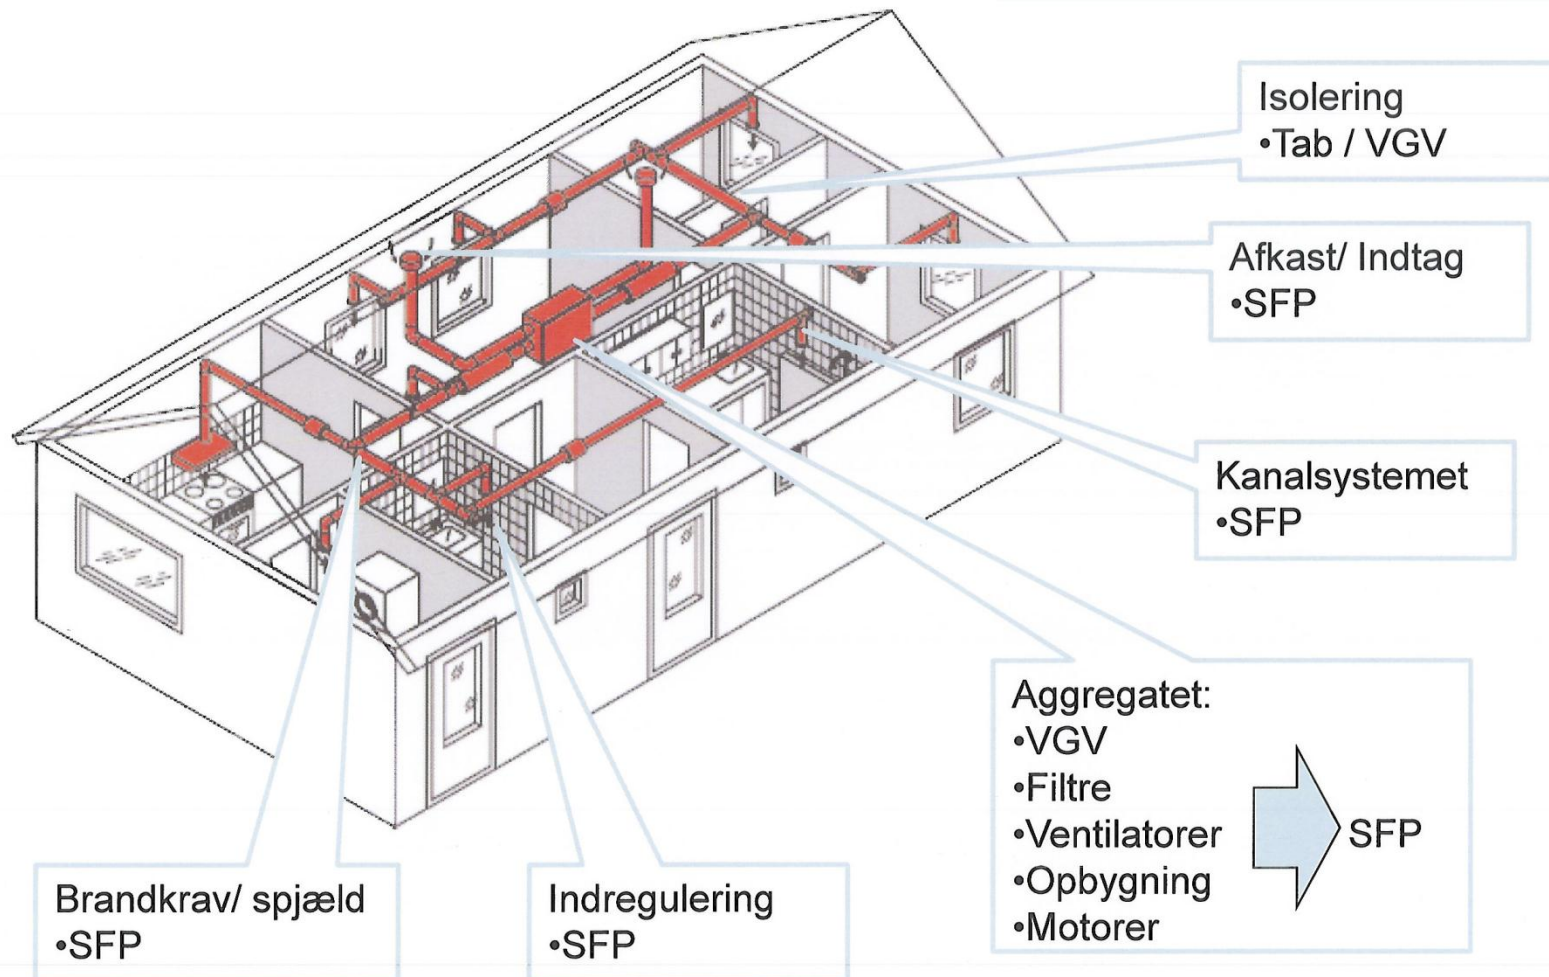 Isolering
•Tab / VGV
Afkast/ Indtag
•SFP
Kanalsystemet
•SFP
Aggregatet:
•VGV
•Filtre
•Ventilatorer
•Opbygning
•Motorer
SFP
Brandkrav/ spjæld
•SFP
Indregulering
•SFP